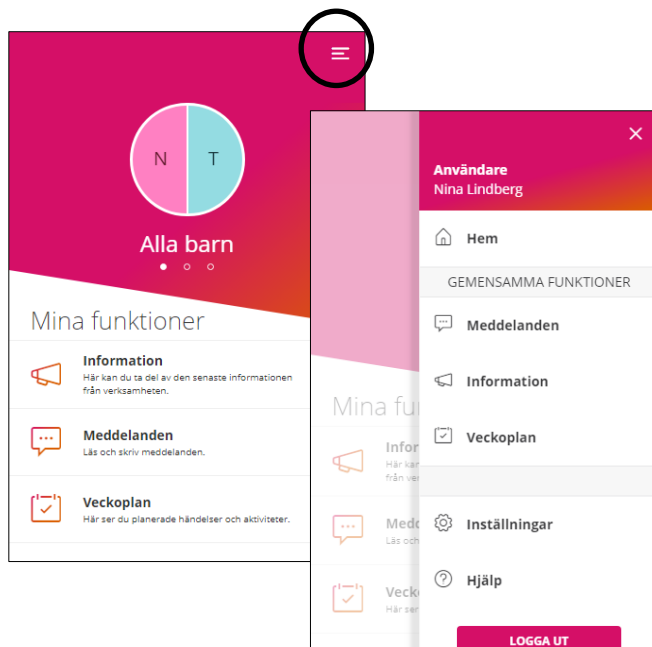 N T
Alla barn
Mina funktioner
Information
Här kan du ta del av den senaste informationen
från verksamheten.
Meddelanden
Läs och skriv meddelanden.
Veckoplan
Här ser du planerade händelser och aktiviteter.
Mina fu
Infor
Här kan
från ver
Medd
Läs och
Vecko
Här ser
Användare
Nina Lindberg
Hem
GEMENSAMMA FUNKTIONER
Meddelanden
Information
Veckoplan
Inställningar
Hjälp
LOGGA UT